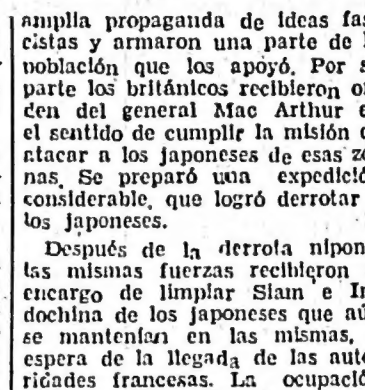 amplia propaganda de ideas fas
cistas y armaron una parte de l
población que los apoyó. Por s
parte los británicos recibieron or
den del general Mac Arthur e
el sentido de cumplir la misión d
atacar a los japoneses de esas zo
nas. Se preparó una expedició
considerable, que logró derrotar
los japoneses.
Después de la derrota nipon
las mismas fuerzas recibieron
encargo de limpiar Siam e In
dochina de los japoneses que aú
se mantenían en las mismas,
espera de la llegada de las auto
ridades francesas. La ocupació